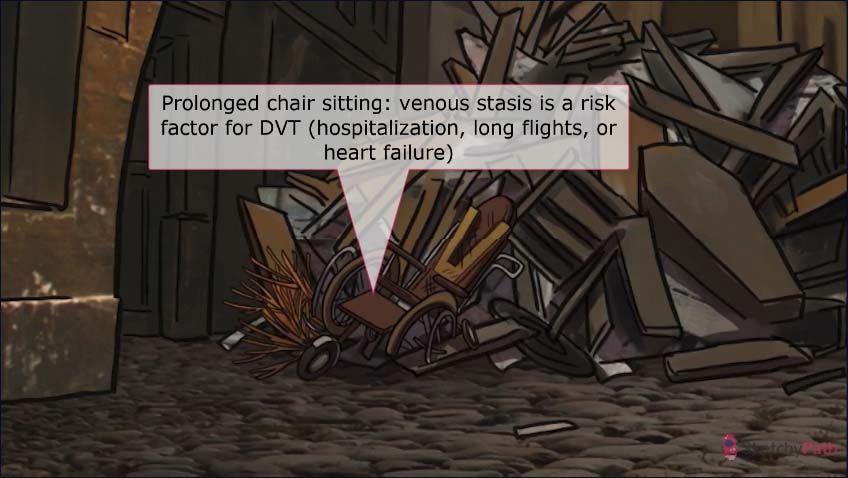 Prolonged chair sitting: venous stasis is a risk
factor for DVT (hospitalization, long flights, or
heart failure)